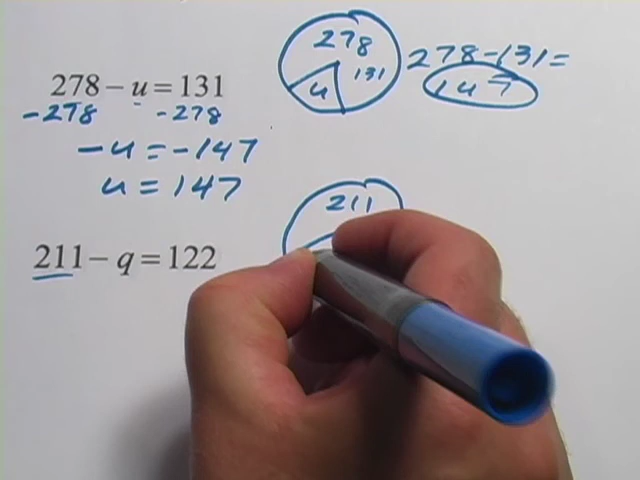 278 - u = 131
-278 -278
-u = -147
u = 147
278
u 131
278-131=
147
211 - q = 122
211